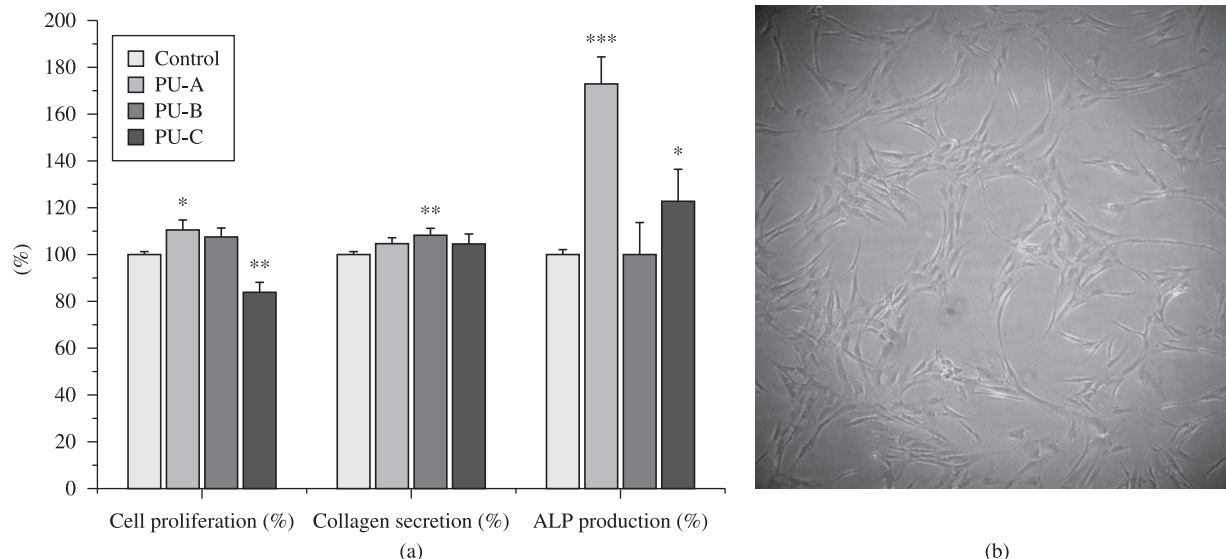 200
180
160
140
120
100
80
60
40
20
0
(%)
Control
PU-A
PU-B
PU-C
*
**
**
***
*
Cell proliferation (%)
Collagen secretion (%)
ALP production (%)
(a)
(b)